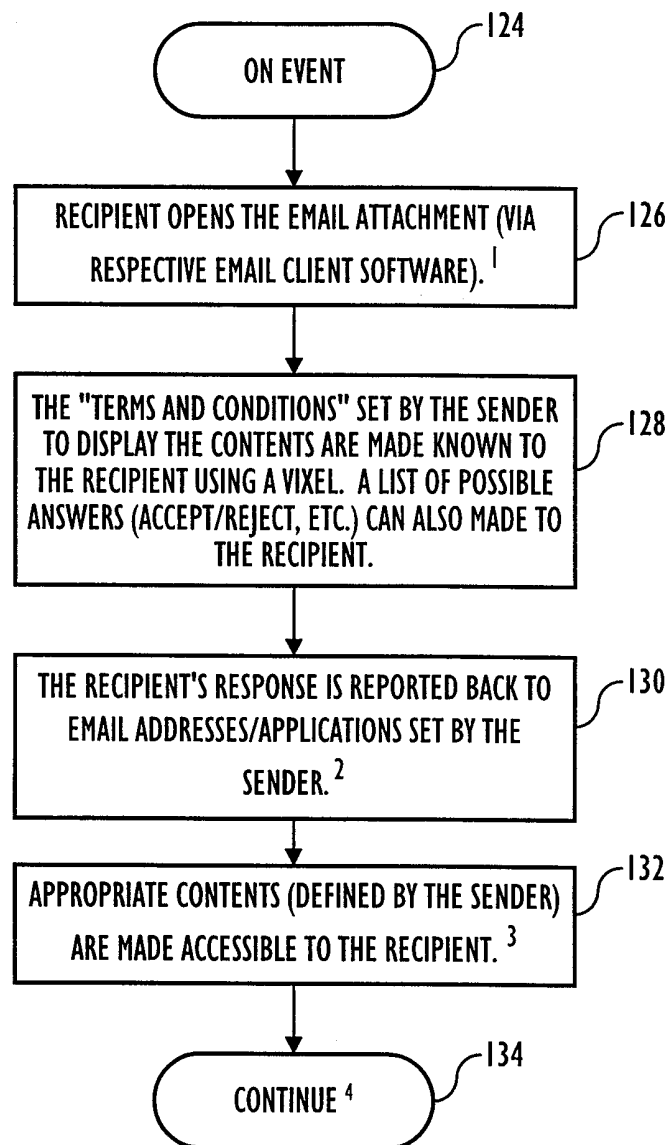 ON EVENT
124
RECIPIENT OPENS THE EMAIL ATTACHMENT (VIA
RESPECTIVE EMAIL CLIENT SOFTWARE). 1
126
THE "TERMS AND CONDITIONS" SET BY THE SENDER
TO DISPLAY THE CONTENTS ARE MADE KNOWN TO
THE RECIPIENT USING A VIXEL. A LIST OF POSSIBLE
ANSWERS (ACCEPT/REJECT, ETC.) CAN ALSO MADE TO
THE RECIPIENT.
128
THE RECIPIENT'S RESPONSE IS REPORTED BACK TO
EMAIL ADDRESSES/APPLICATIONS SET BY THE
SENDER. 2
130
APPROPRIATE CONTENTS (DEFINED BY THE SENDER)
ARE MADE ACCESSIBLE TO THE RECIPIENT. 3
132
CONTINUE 4
134